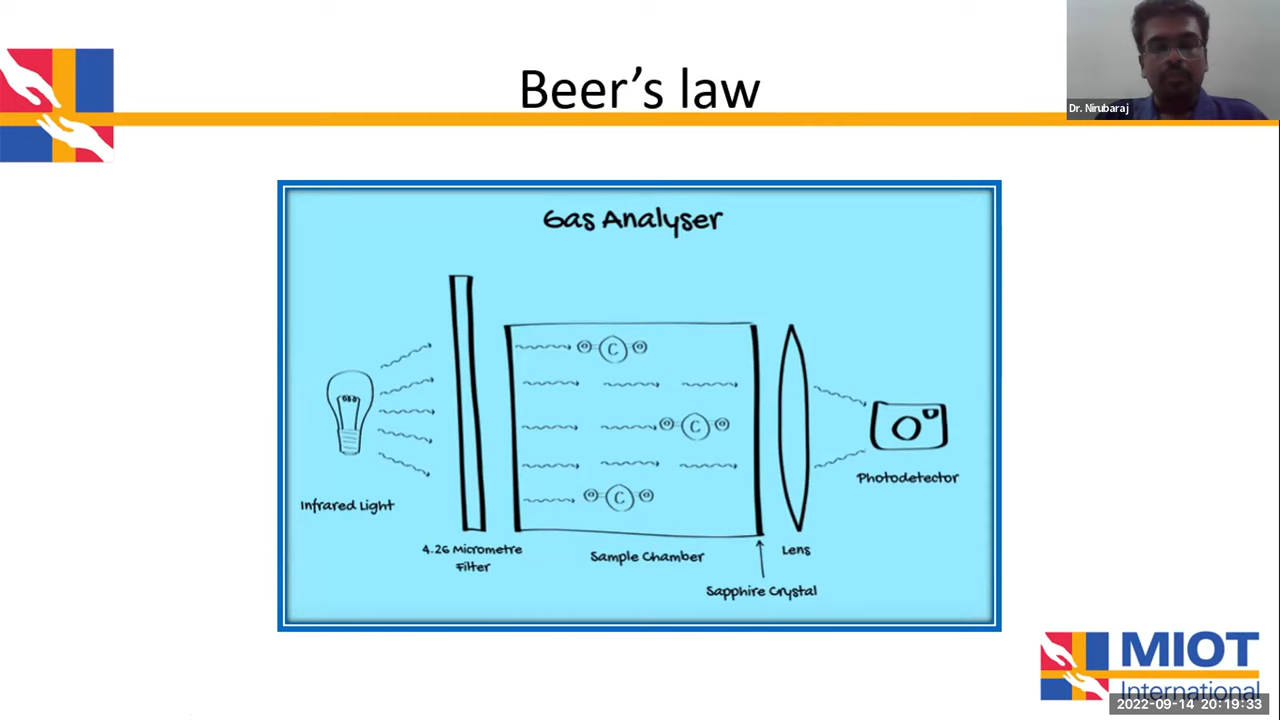 Beer's law
Dr. Nirubaraj
Gas Analyser
C
C
C
Infrared Light
4.26 Micrometre
Filter
Sample Chamber
Sapphire Crystal
Lens
Photodetector
MIOT
International
2022-09-14 20:19:33